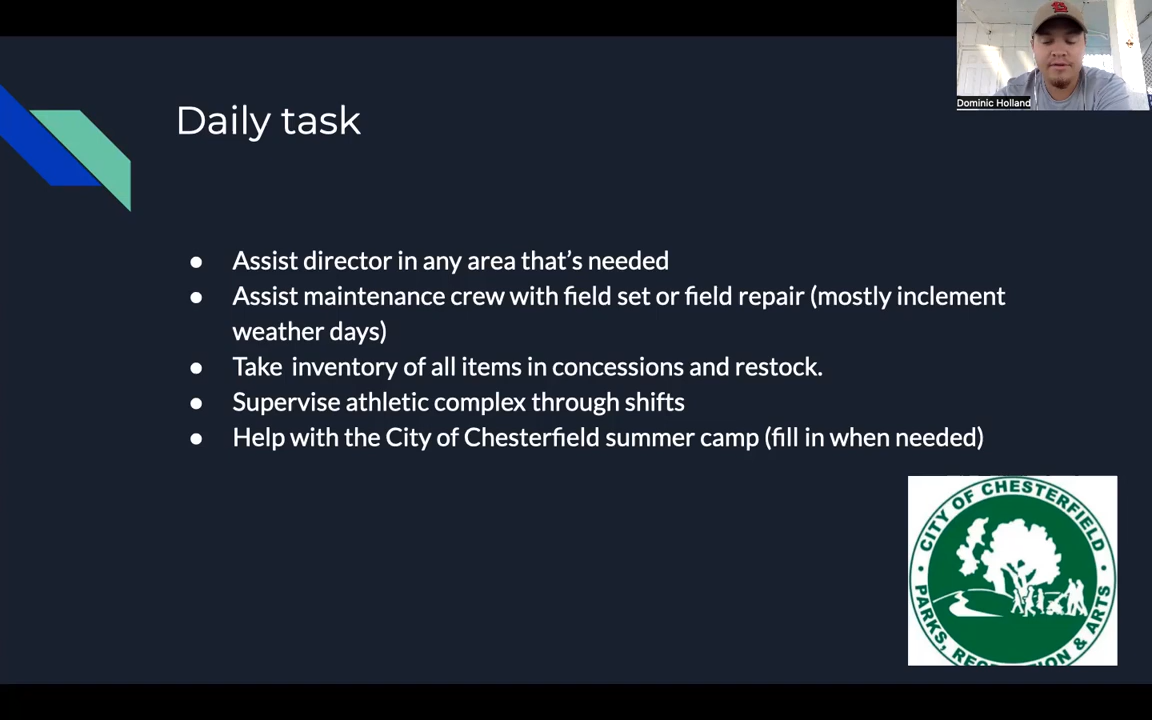 Dominic Holland
Daily task
● Assist director in any area that’s needed
● Assist maintenance crew with field set or field repair (mostly inclement
weather days)
● Take inventory of all items in concessions and restock.
● Supervise athletic complex through shifts
● Help with the City of Chesterfield summer camp (fill in when needed)
CITY OF CHESTERFIELD
PARKS, RECREATION & ARTS